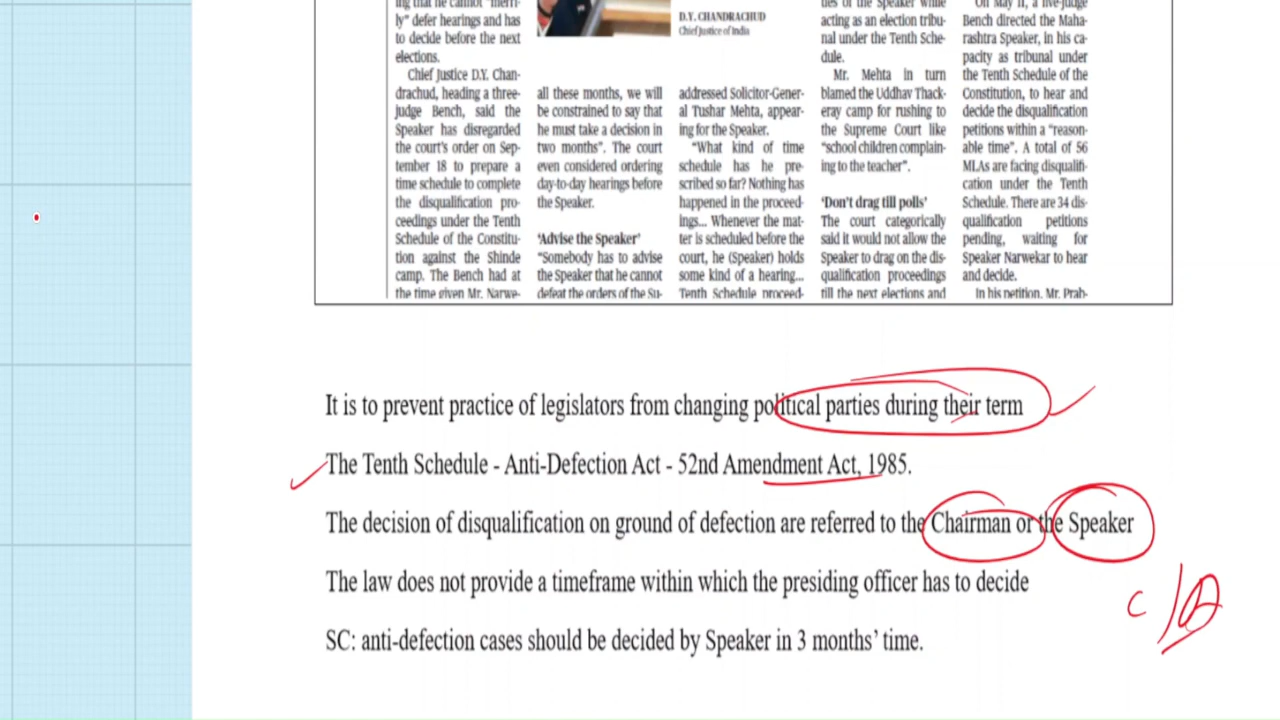 ing that he cannot "merri-
ly" defer hearings and has
to decide before the next
elections.
Chief Justice D.Y. Chan-
drachud, heading a three-
judge Bench, said the
Speaker has disregarded
the court's order on Sep-
tember 18 to prepare a
time schedule to complete
the disqualification pro-
ceedings under the Tenth
Schedule of the Constitu-
tion against the Shinde
camp. The Bench had at
the time given Mr. Narwe-
D.Y. CHANDRACHUD
Chief Justice of India
all these months, we will
be constrained to say that
he must take a decision in
two months". The court
even considered ordering
day-to-day hearings before
the Speaker.
'Advise the Speaker'
"Somebody has to advise
the Speaker that he cannot
defeat the orders of the Su-
addressed Solicitor-Gener-
al Tushar Mehta, appear-
ing for the Speaker.
"What kind of time
schedule has he pre-
scribed so far? Nothing has
happened in the proceed-
ings... Whenever the mat-
ter is scheduled before the
court, he (Speaker) holds
some kind of a hearing...
Tenth Schedule proceed-
ties of the Speaker while
acting as an election tribu-
nal under the Tenth Sche-
dule.
Mr. Mehta in turn
blamed the Uddhav Thack-
eray camp for rushing to
the Supreme Court like
"school children complain-
ing to the teacher".
'Don't drag till polls'
The court categorically
said it would not allow the
Speaker to drag on the dis-
qualification proceedings
till the next elections and
On May 11, a five-judge
Bench directed the Maha-
rashtra Speaker, in his ca-
pacity as tribunal under
the Tenth Schedule of the
Constitution, to hear and
decide the disqualification
petitions within a "reason-
able time". A total of 56
MLAs are facing disqualifi-
cation under the Tenth
Schedule. There are 34 dis-
qualification petitions
pending, waiting for
Speaker Narwekar to hear
and decide.
In his petition, Mr. Prab-
It is to prevent practice of legislators from changing political parties during their term
The Tenth Schedule - Anti-Defection Act - 52nd Amendment Act, 1985.
The decision of disqualification on ground of defection are referred to the Chairman or the Speaker
The law does not provide a timeframe within which the presiding officer has to decide
SC: anti-defection cases should be decided by Speaker in 3 months' time.